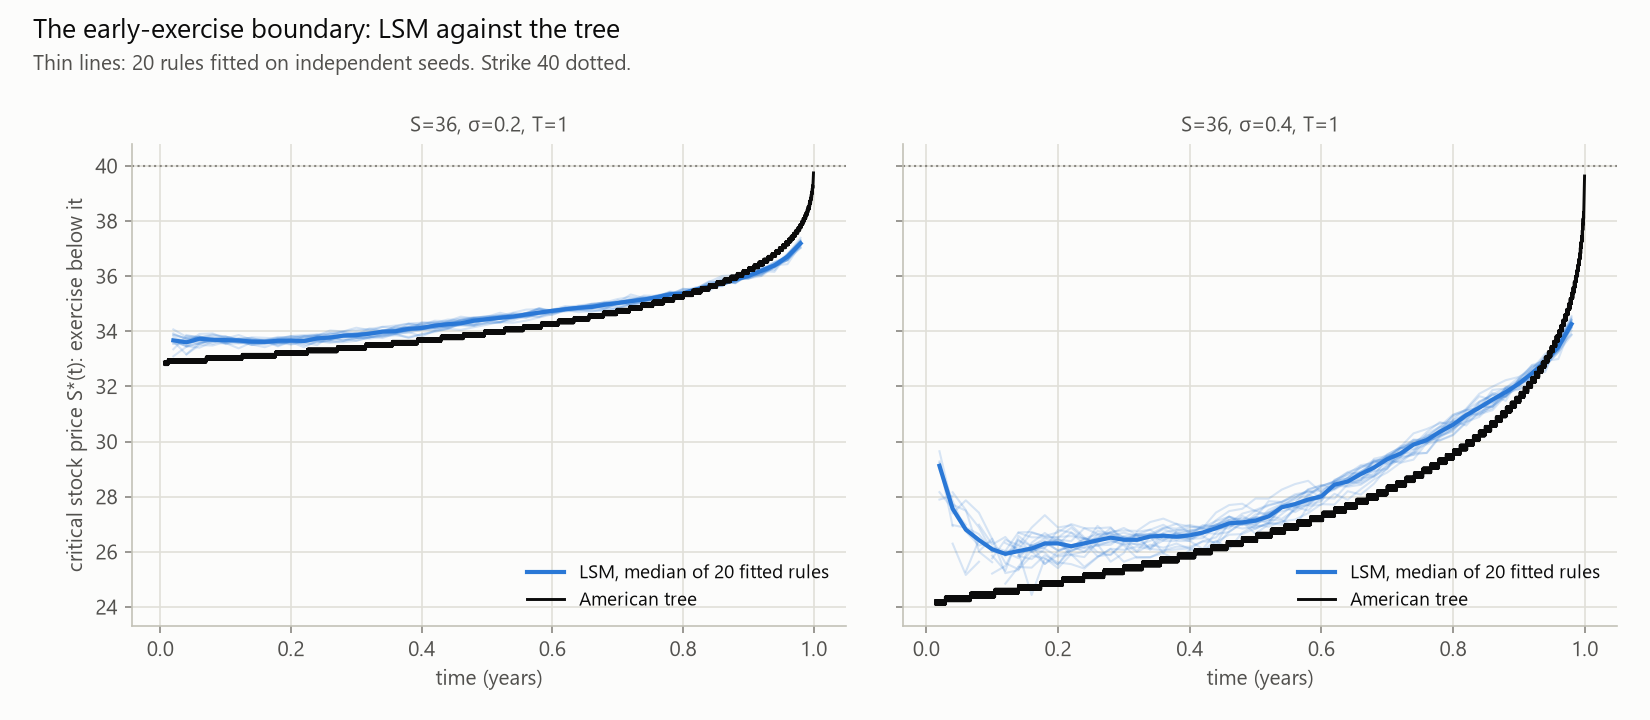 The early-exercise boundary: LSM against the tree
Thin lines: 20 rules fitted on independent seeds. Strike 40 dotted.
S=36, σ=0.2, T=1
S=36, σ=0.4, T=1
critical stock price S*(t): exercise below it
40
38
36
34
32
30
28
26
24
LSM, median of 20 fitted rules
American tree
LSM, median of 20 fitted rules
American tree
0.0 0.2 0.4 0.6 0.8 1.0
0.0 0.2 0.4 0.6 0.8 1.0
time (years)
time (years)